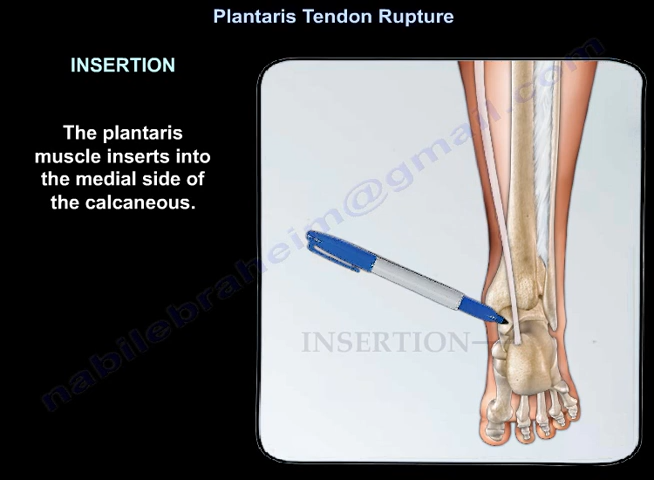 Plantaris Tendon Rupture
INSERTION
The plantaris
muscle inserts into
the medial side of
the calcaneous.
INSERTION
nabilebraheim@gmail.com